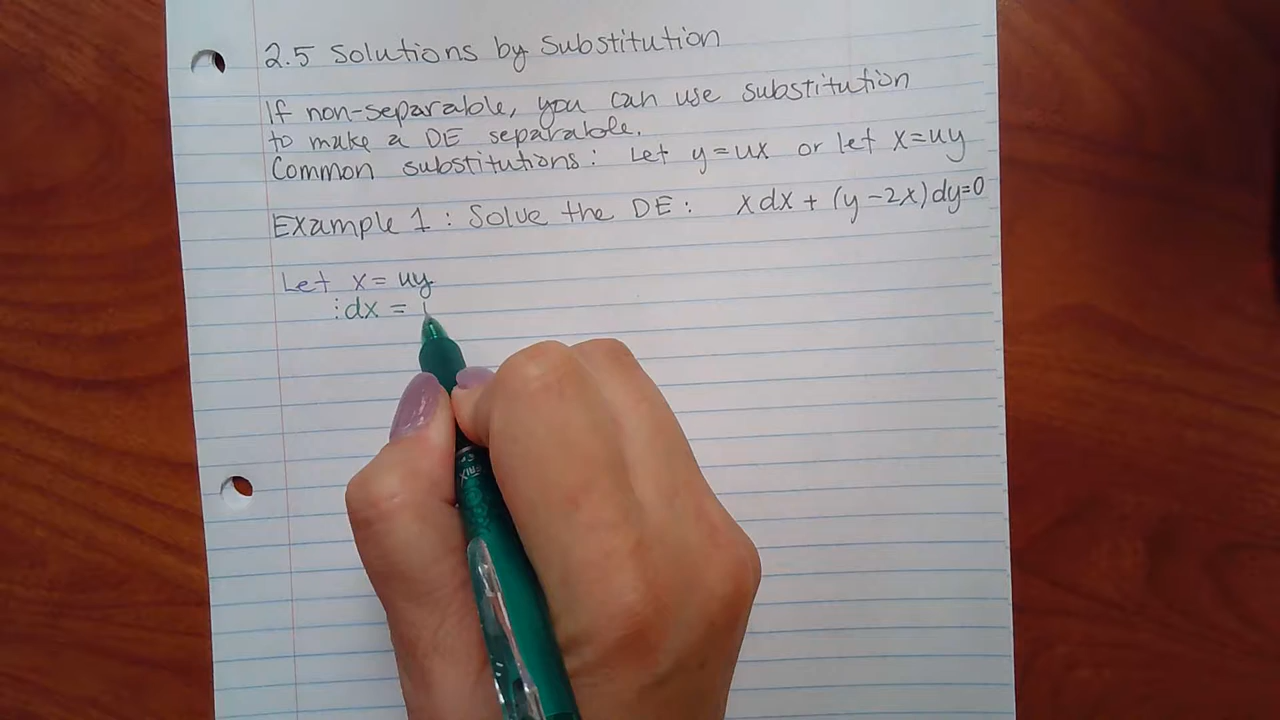 2.5 Solutions by Substitution
If non-separable, you can use substitution
to make a DE separable.
Common substitutions: Let y=ux or let x=uy
Example 1: Solve the DE: xdx + (y-2x)dy=0
Let x=uy
dx =